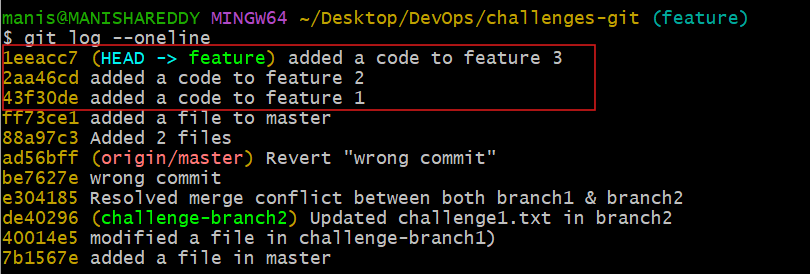 manis@MANISHAREDDY MINGW64 ~/Desktop/DevOps/challenges-git (feature)
$ git log --oneline
1eeacc7 (HEAD -> feature) added a code to feature 3
2aa46cd added a code to feature 2
43f30de added a code to feature 1
ff73ce1 added a file to master
88a97c3 Added 2 files
ad56bff (origin/master) Revert "wrong commit"
be7627e wrong commit
e304185 Resolved merge conflict between both branch1 & branch2
de40296 (challenge-branch2) Updated challenge1.txt in branch2
40014e5 modified a file in challenge-branch1)
7b1567e added a file in master